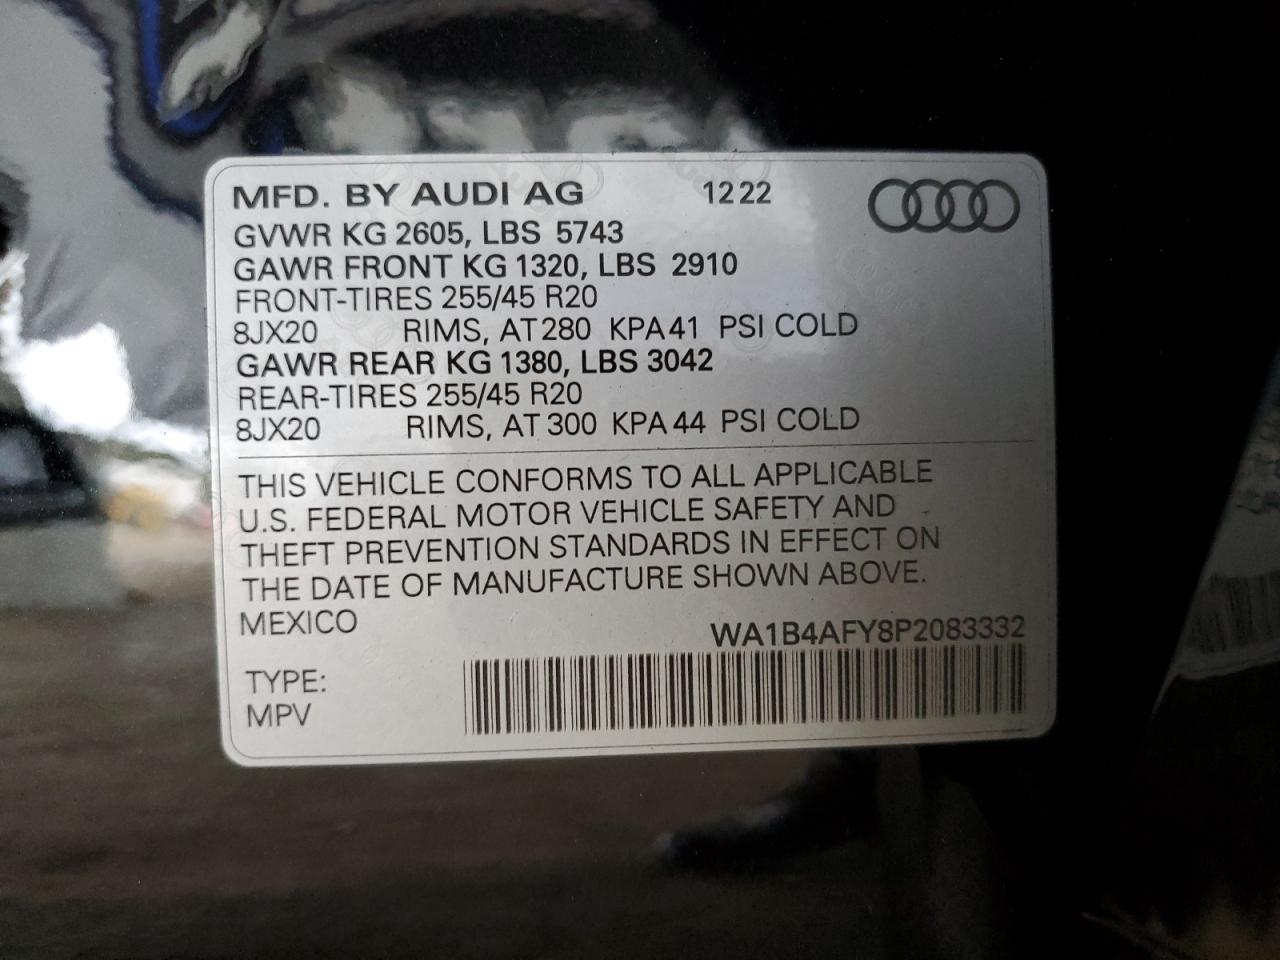 MFD. BY AUDI AG 12 22
GVWR KG 2605, LBS 5743
GAWR FRONT KG 1320, LBS 2910
FRONT-TIRES 255/45 R20
8JX20 RIMS, AT 280 KPA 41 PSI COLD
GAWR REAR KG 1380, LBS 3042
REAR-TIRES 255/45 R20
8JX20 RIMS, AT 300 KPA 44 PSI COLD
THIS VEHICLE CONFORMS TO ALL APPLICABLE
U.S. FEDERAL MOTOR VEHICLE SAFETY AND
THEFT PREVENTION STANDARDS IN EFFECT ON
THE DATE OF MANUFACTURE SHOWN ABOVE.
MEXICO
WA1B4AFY8P2083332
TYPE:
MPV